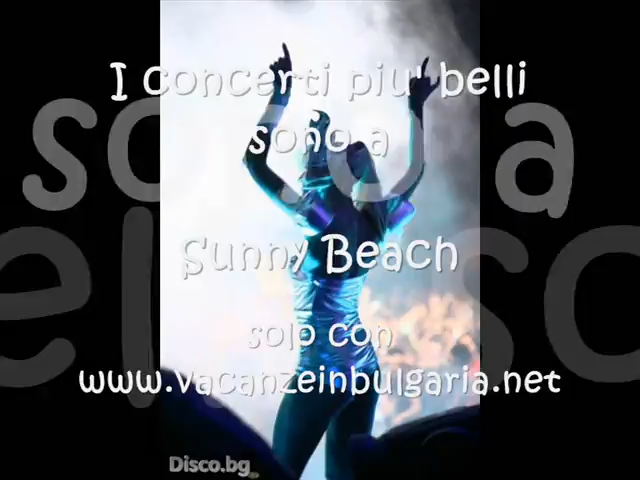 I concerti piu' belli
sono a
Sunny Beach
solo con
www.vacanzeinbulgaria.net
Disco.bg